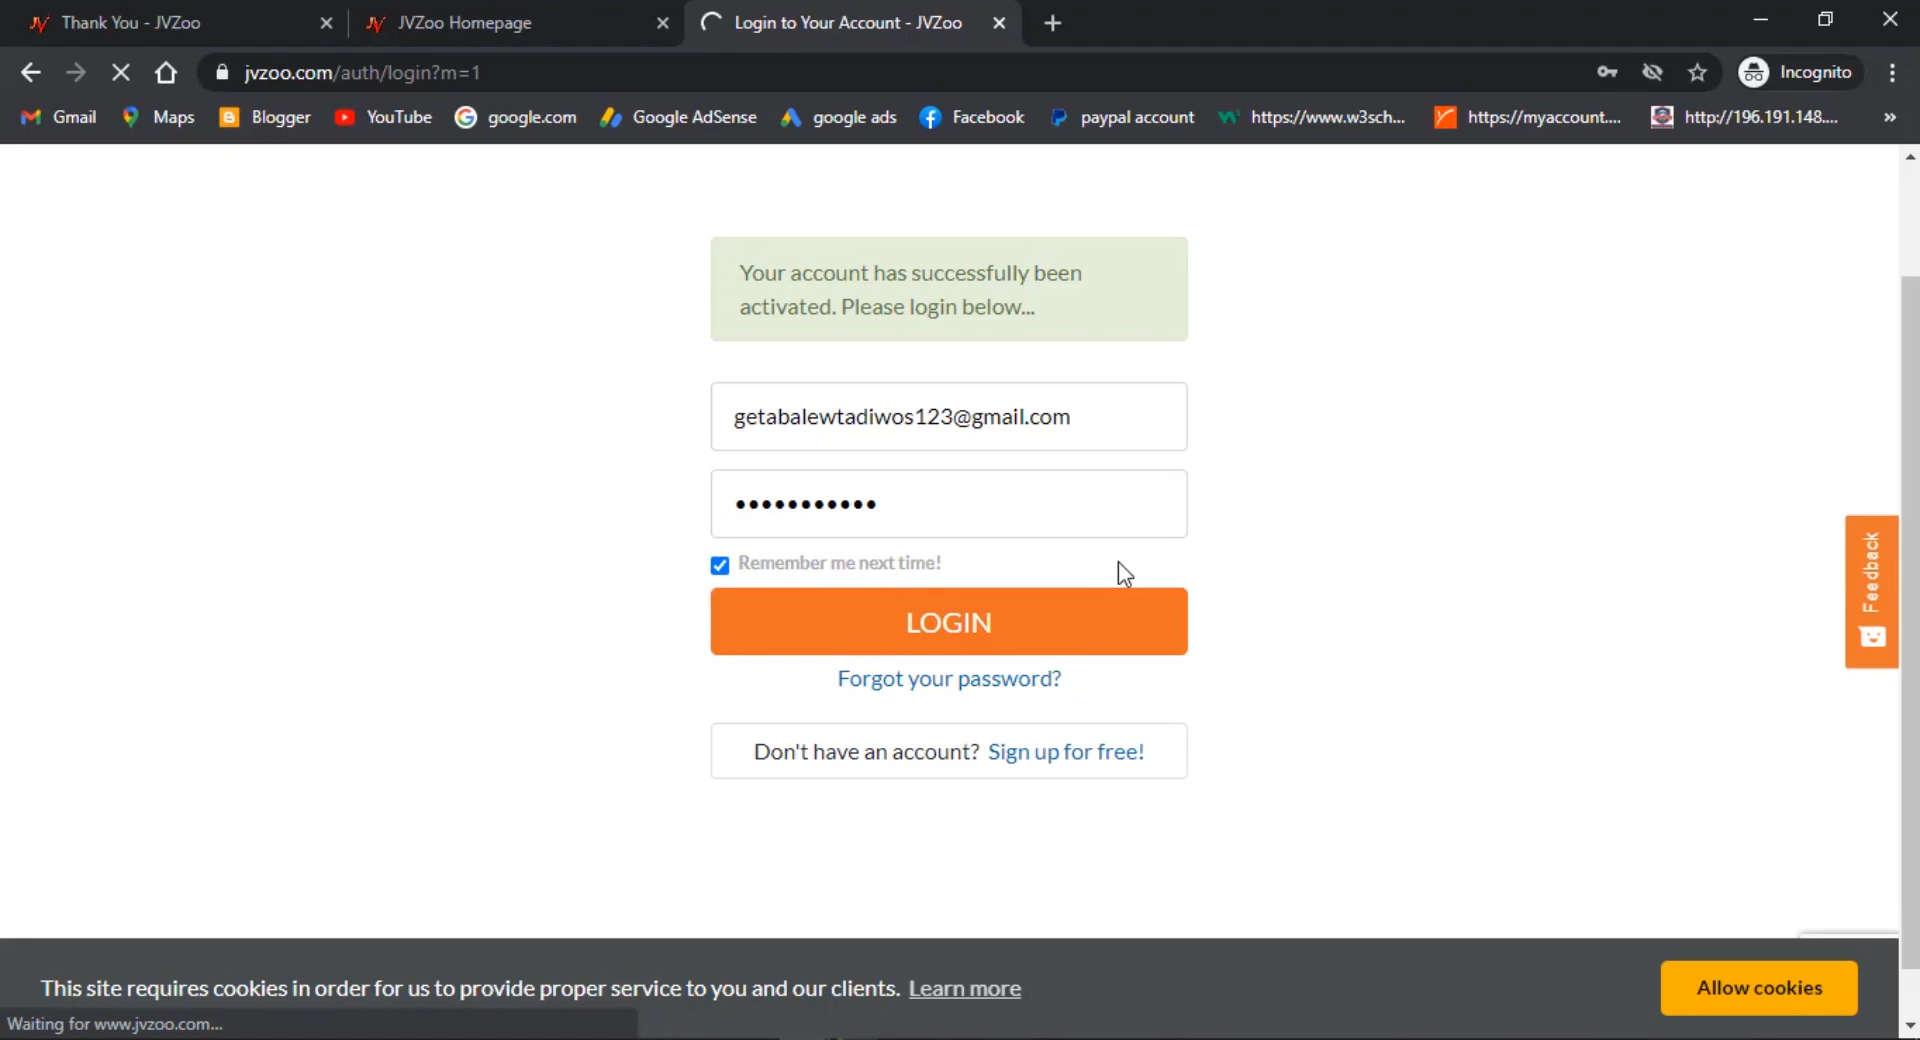 Thank You - JVZoo
JVZoo Homepage
Login to Your Account - JVZoo
jvzoo.com/auth/login?m=1
Incognito
Gmail
Maps
Blogger
YouTube
google.com
Google AdSense
google ads
Facebook
paypal account
https://www.w3sch...
https://myaccount....
http://196.191.148....
»
Your account has successfully been
activated. Please login below...
getabalewtadiwos123@gmail.com
•••••••••••
Remember me next time!
LOGIN
Forgot your password?
Don't have an account? Sign up for free!
Feedback
This site requires cookies in order for us to provide proper service to you and our clients. Learn more
Allow cookies
Waiting for www.jvzoo.com...